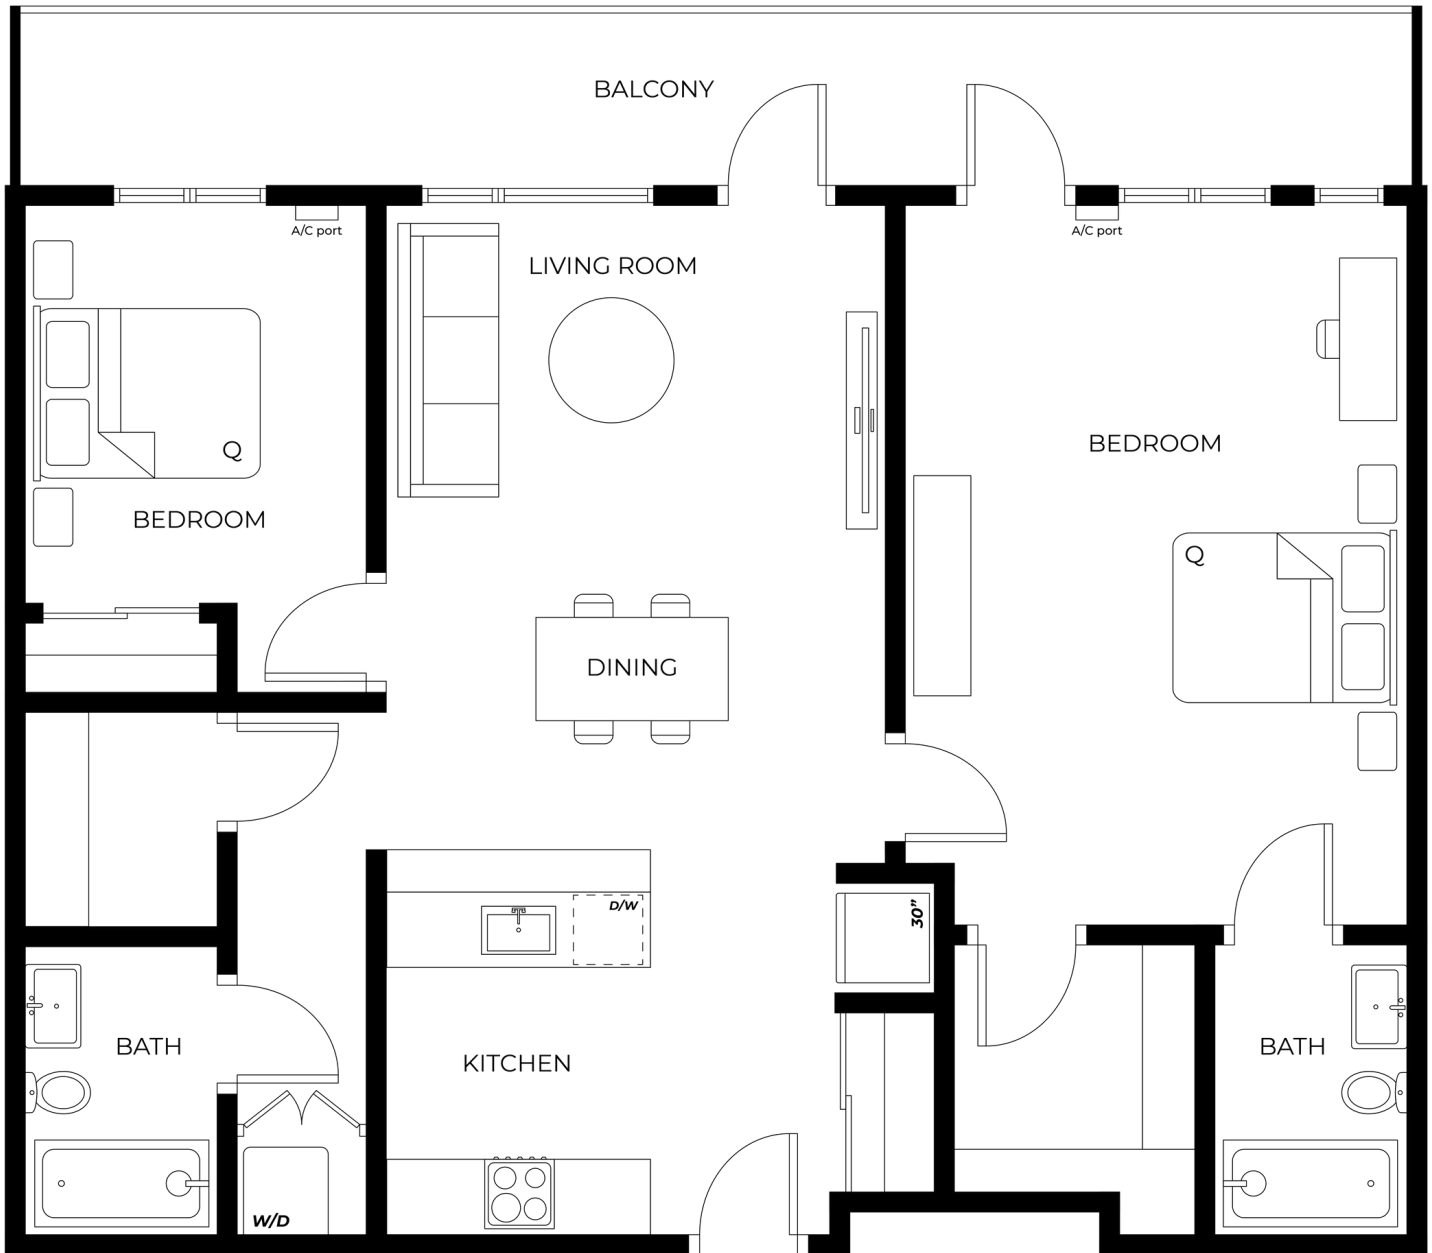 BALCONY
A/C port
A/C port
LIVING ROOM
BEDROOM
Q
BEDROOM
Q
DINING
D/W
30”
BATH
KITCHEN
BATH
W/D